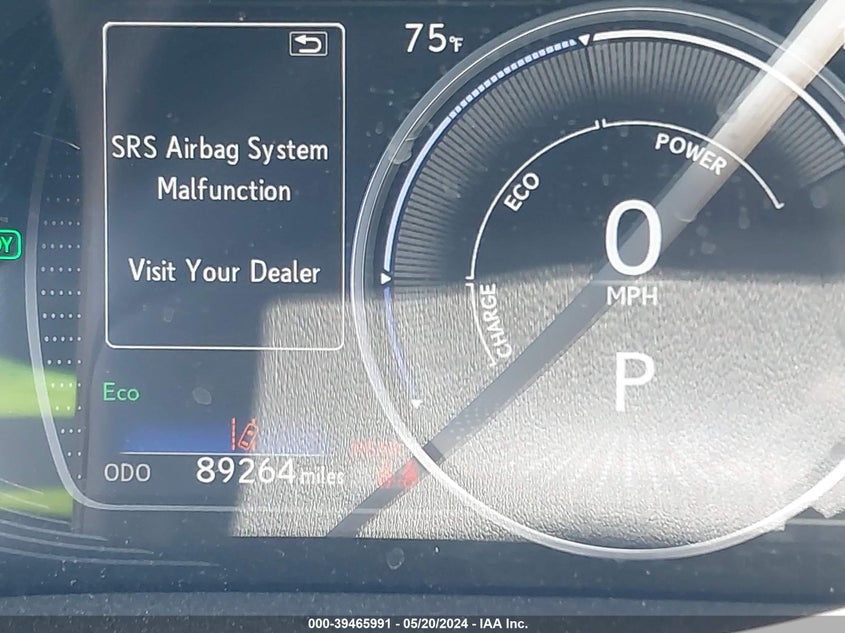 75°F
SRS Airbag System
Malfunction
Visit Your Dealer
ECO
POWER
CHARGE
0
MPH
P
Eco
ODO 89264 miles
000-39465991 - 05/20/2024 - IAA Inc.